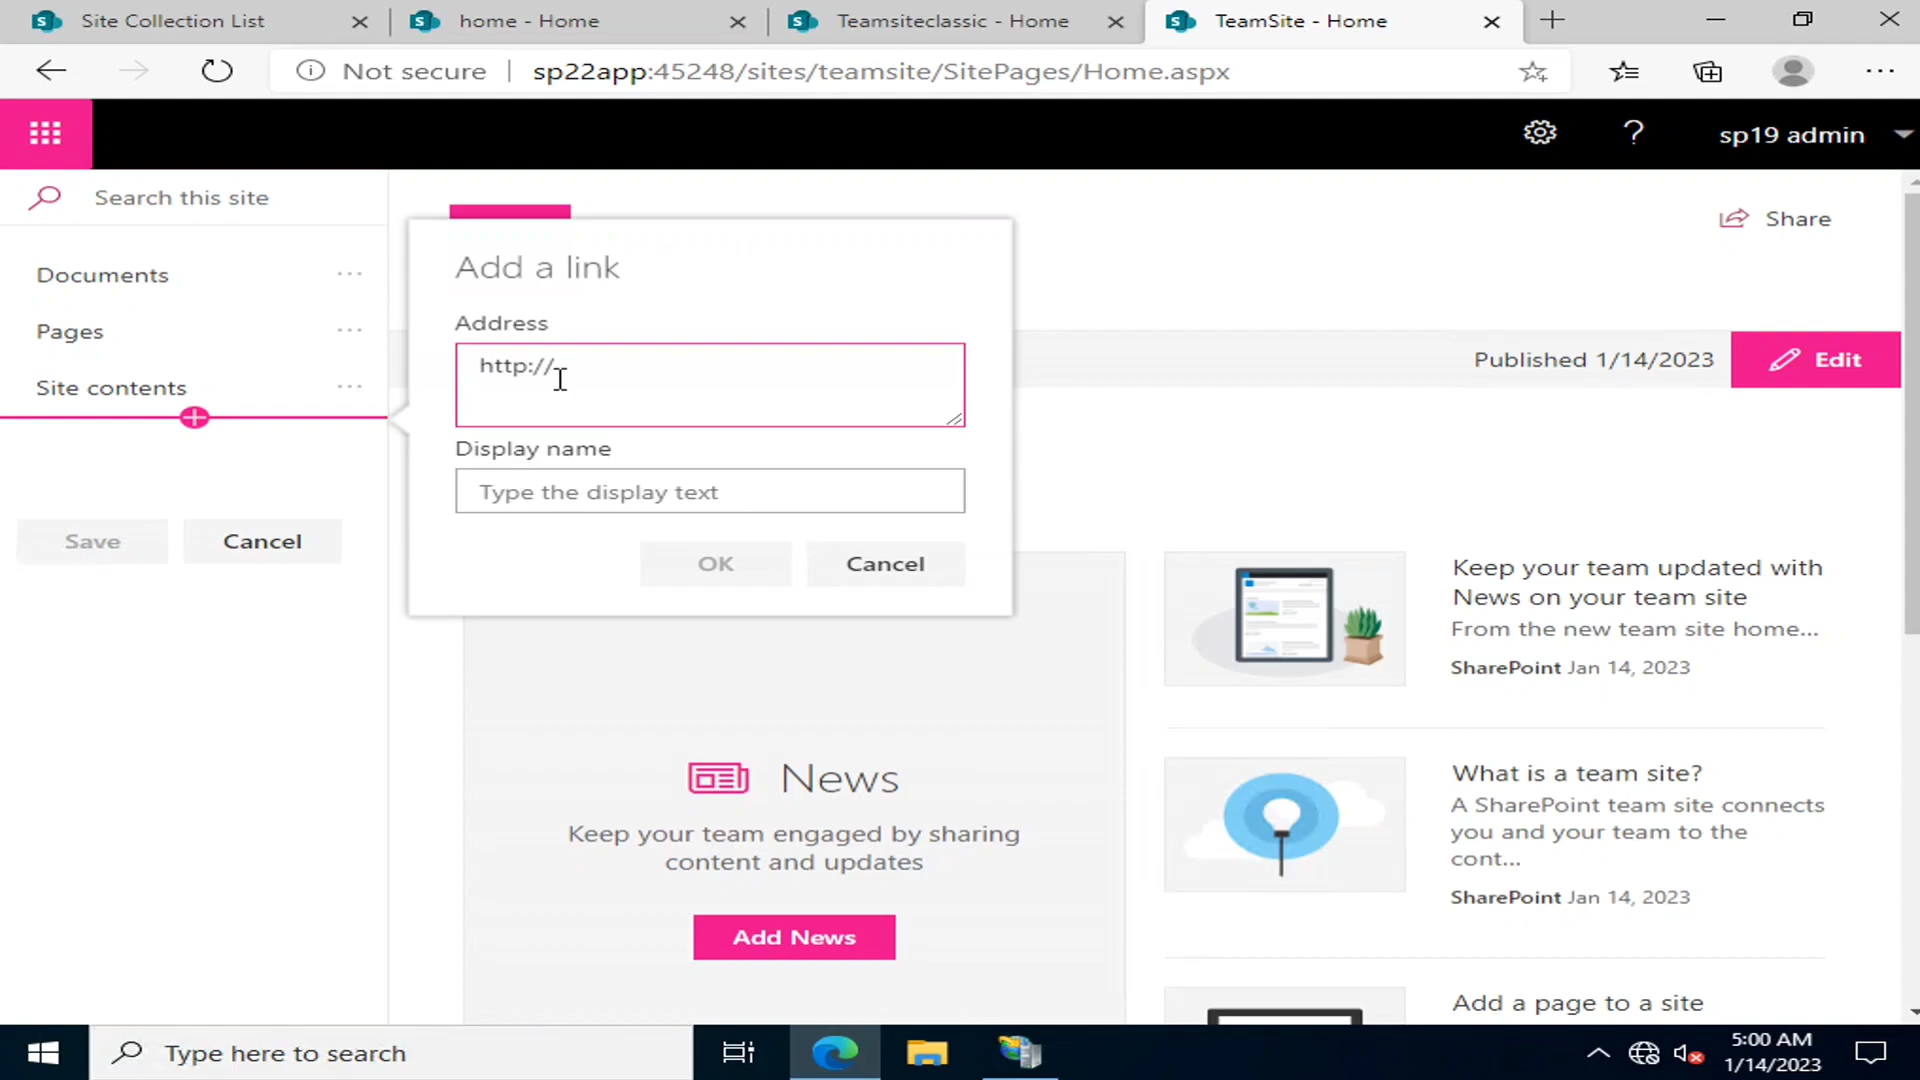 Site Collection List
home - Home
Teamsiteclassic - Home
TeamSite - Home
Not secure
sp22app:45248/sites/teamsite/SitePages/Home.aspx
sp19 admin
Search this site
Share
Documents
Pages
Site contents
Save
Cancel
Add a link
Address
http://
Display name
Type the display text
OK
Cancel
Published 1/14/2023
Edit
News
Keep your team engaged by sharing
content and updates
Add News
Keep your team updated with
News on your team site
From the new team site home...
SharePoint Jan 14, 2023
What is a team site?
A SharePoint team site connects
you and your team to the
cont...
SharePoint Jan 14, 2023
Add a page to a site
Type here to search
5:00 AM
1/14/2023